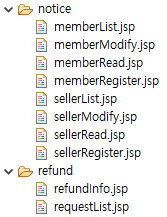 notice
memberList.jsp
memberModify.jsp
memberRead.jsp
memberRegister.jsp
sellerList.jsp
sellerModify.jsp
sellerRead.jsp
sellerRegister.jsp
refund
refundInfo.jsp
requestList.jsp